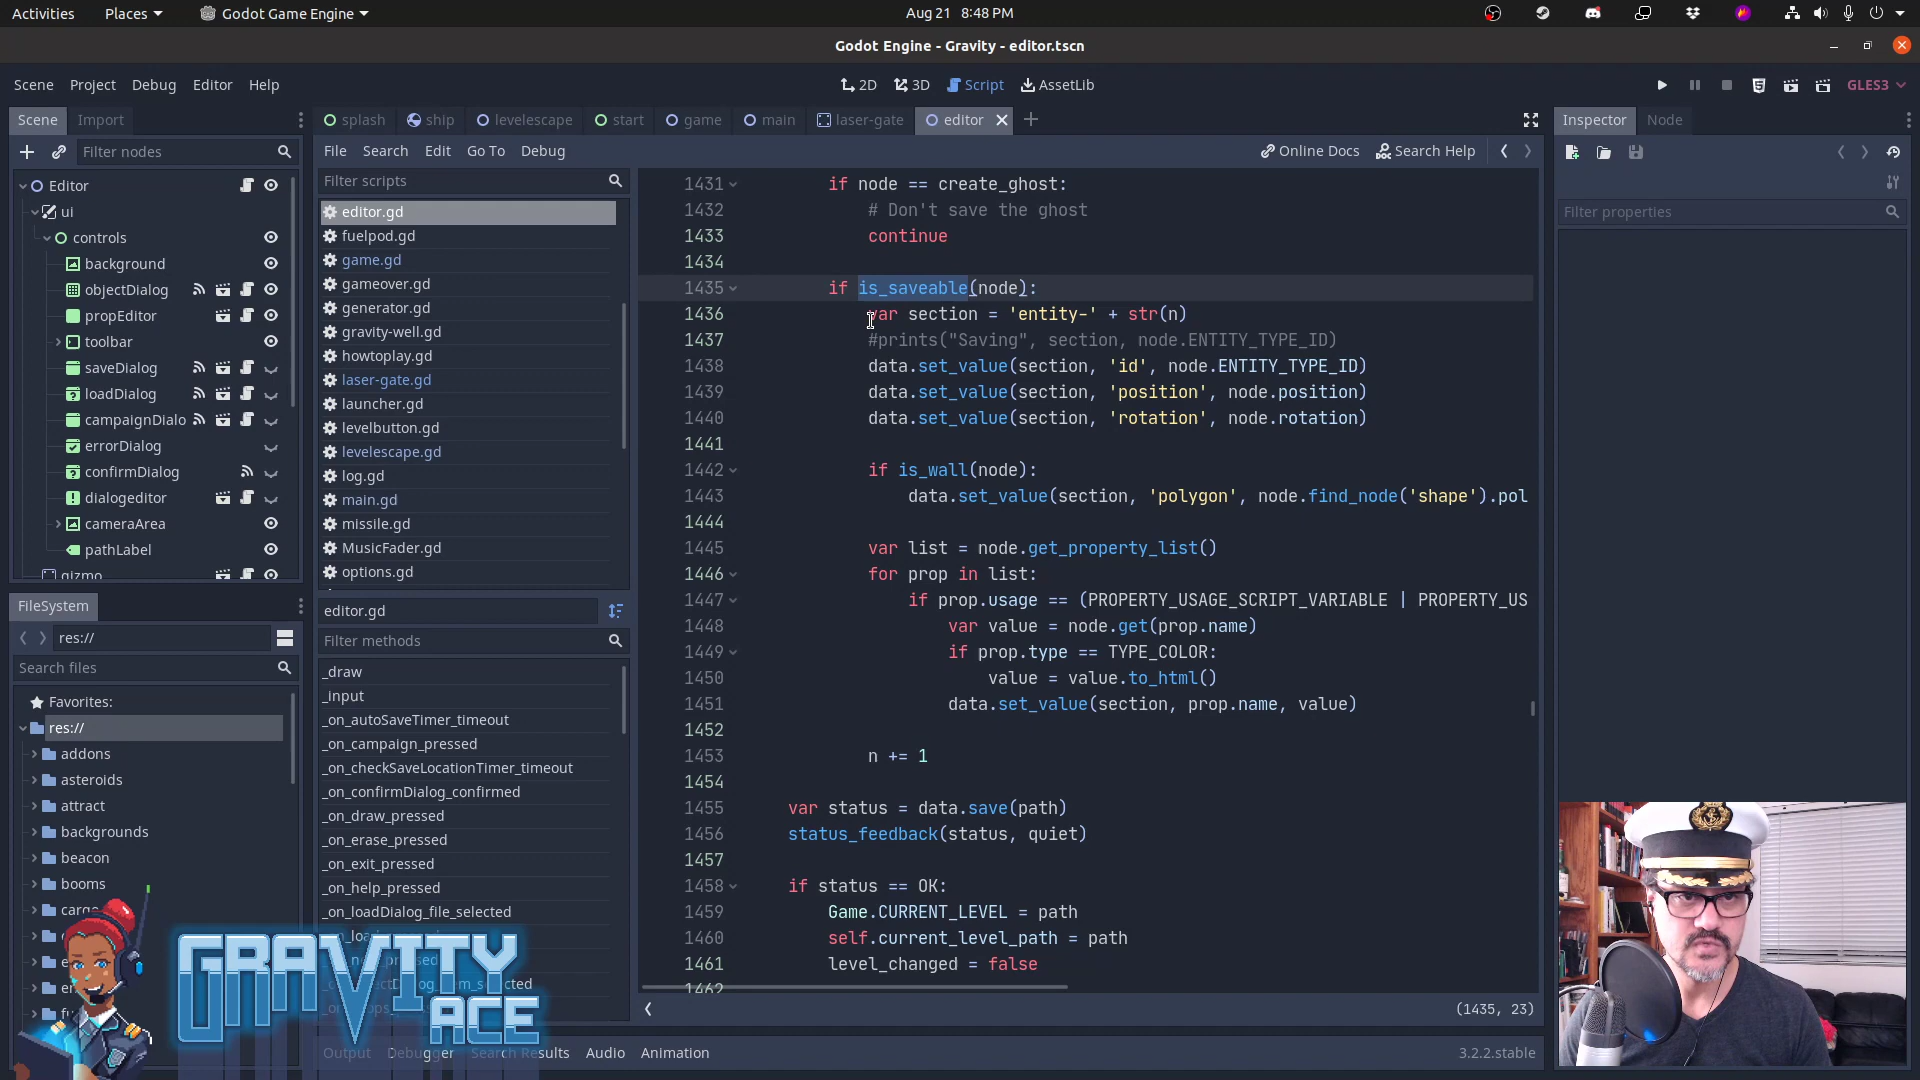 Activities Places Godot Game Engine Aug 21 8:48 PM
Godot Engine - Gravity - editor.tscn
Scene Project Debug Editor Help 2D 3D Script AssetLib GLES3
Scene Import splash ship levelescape start game main laser-gate editor Inspector Node
Filter nodes File Search Edit Go To Debug Online Docs Search Help
Editor
ui
controls
background
objectDialog
propEditor
toolbar
saveDialog
loadDialog
campaignDialo
errorDialog
confirmDialog
dialogeditor
cameraArea
pathLabel
gizmo
FileSystem
res://
Search files
Favorites:
res://
addons
asteroids
attract
backgrounds
beacon
booms
Filter scripts
editor.gd
fuelpod.gd
game.gd
gameover.gd
generator.gd
gravity-well.gd
howtoplay.gd
laser-gate.gd
launcher.gd
levelbutton.gd
levelescape.gd
log.gd
main.gd
missile.gd
MusicFader.gd
options.gd
editor.gd
Filter methods
_draw
_input
_on_autoSaveTimer_timeout
_on_campaign_pressed
_on_checkSaveLocationTimer_timeout
_on_confirmDialog_confirmed
_on_draw_pressed
_on_erase_pressed
_on_exit_pressed
_on_help_pressed
_on_loadDialog_file_selected
1431 if node == create_ghost:
1432 # Don't save the ghost
1433 continue
1434
1435 if is_saveable(node):
1436 var section = 'entity-' + str(n)
1437 #prints("Saving", section, node.ENTITY_TYPE_ID)
1438 data.set_value(section, 'id', node.ENTITY_TYPE_ID)
1439 data.set_value(section, 'position', node.position)
1440 data.set_value(section, 'rotation', node.rotation)
1441
1442 if is_wall(node):
1443 data.set_value(section, 'polygon', node.find_node('shape').pol
1444
1445 var list = node.get_property_list()
1446 for prop in list:
1447 if prop.usage == (PROPERTY_USAGE_SCRIPT_VARIABLE | PROPERTY_US
1448 var value = node.get(prop.name)
1449 if prop.type == TYPE_COLOR:
1450 value = value.to_html()
1451 data.set_value(section, prop.name, value)
1452
1453 n += 1
1454
1455 var status = data.save(path)
1456 status_feedback(status, quiet)
1457
1458 if status == OK:
1459 Game.CURRENT_LEVEL = path
1460 self.current_level_path = path
1461 level_changed = false
1462
(1435, 23)
Output Debugger Search Results Audio Animation 3.2.2.stable
Filter properties
GRAVITY
ACE